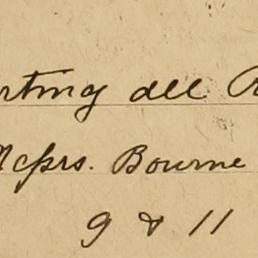 rting all
Messrs. Bourne
9 & 11